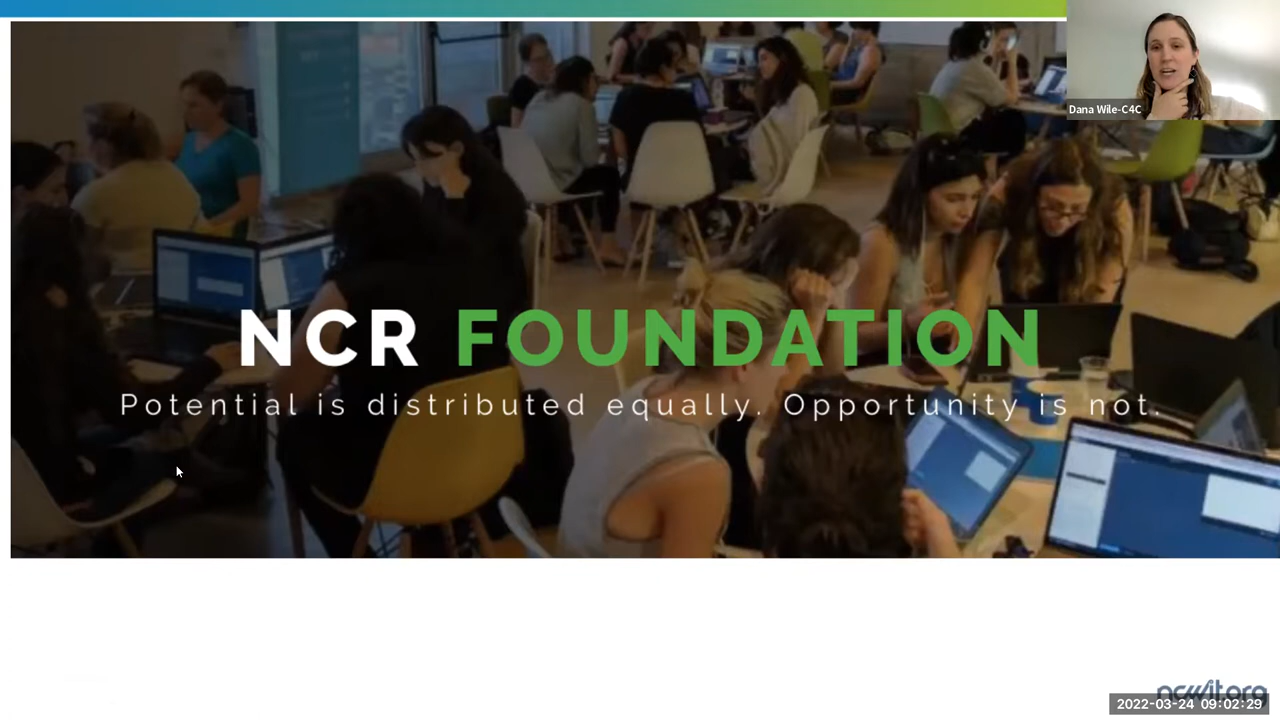 Dana Wile-C4C
NCR FOUNDATION
Potential is distributed equally. Opportunity is not.
ncwit.org
2022-03-24 09:02:29